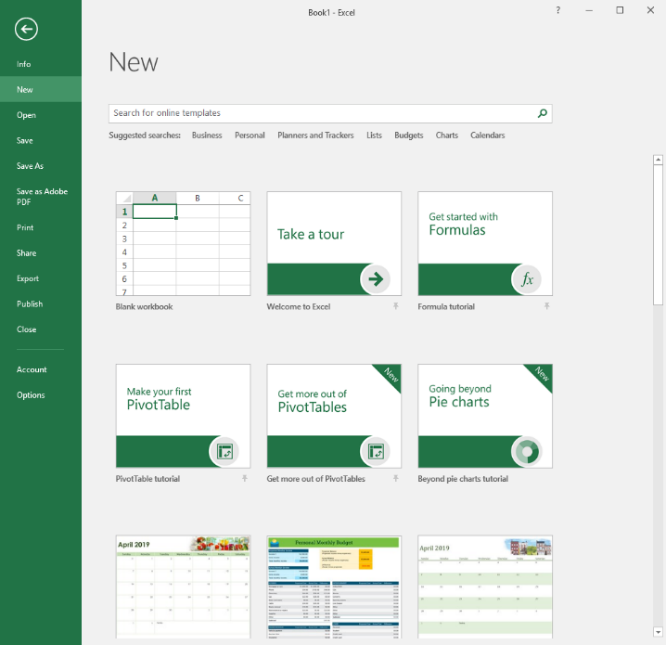 Book1 - Excel
?
Info
New
Open
Save
Save As
Save as Adobe
PDF
Print
Share
Export
Publish
Close
Account
Options
New
Search for online templates
Suggested searches: Business Personal Planners and Trackers Lists Budgets Charts Calendars
A B C
1
2
3
4
5
6
7
Blank workbook
Take a tour
Welcome to Excel
Get started with
Formulas
fx
Formula tutorial
Make your first
PivotTable
PivotTable tutorial
New
Get more out of
PivotTables
Get more out of PivotTables
New
Going beyond
Pie charts
Beyond pie charts tutorial
April 2019
Personal Monthly Budget
April 2019